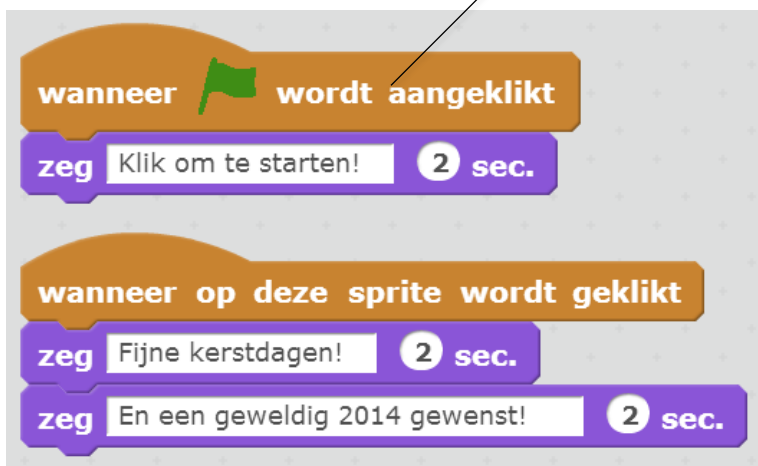 wanneer wordt aangeklikt
zeg Klik om te starten! 2 sec.
wanneer op deze sprite wordt geklikt
zeg Fijne kerstdagen! 2 sec.
zeg En een geweldig 2014 gewenst! 2 sec.